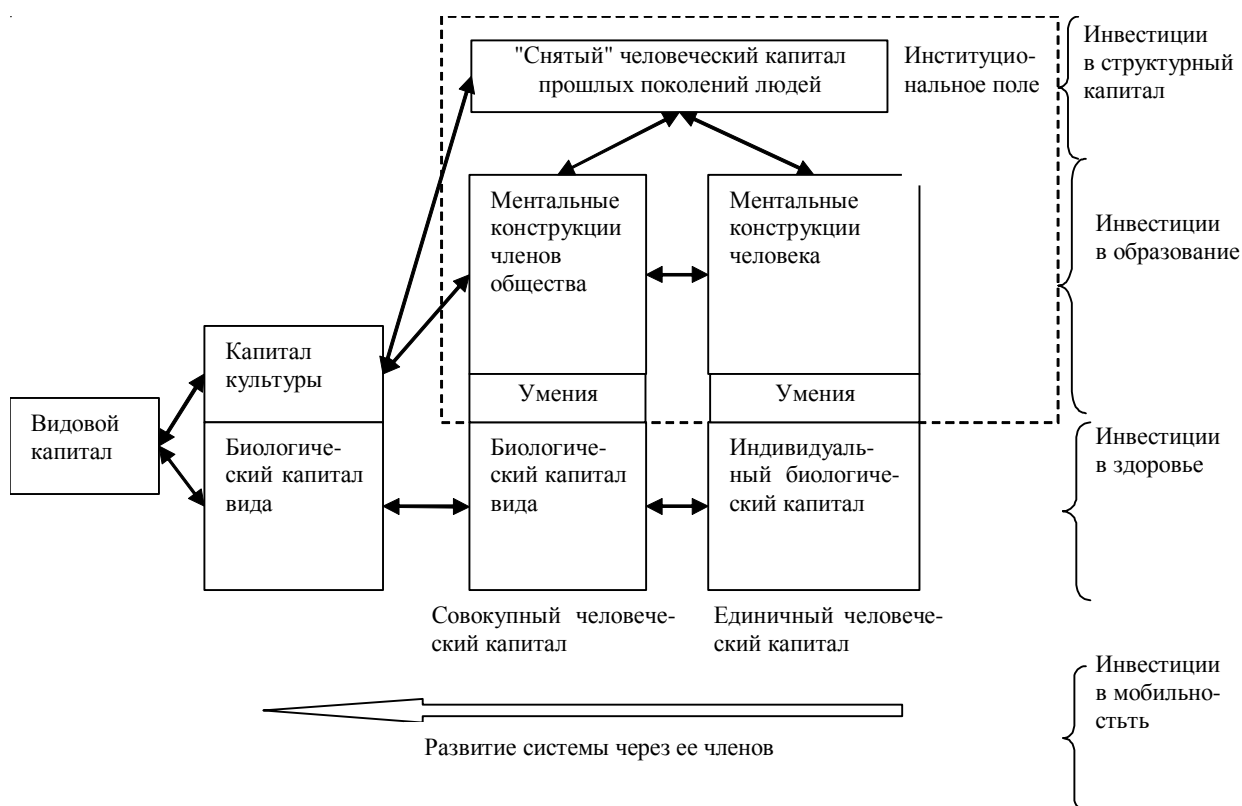 "Снятый" человеческий капитал
прошлых поколений людей
Институцио-
нальное поле
Инвестиции
в структурный
капитал
Ментальные
конструкции
членов
общества
Ментальные
конструкции
человека
Инвестиции
в образование
Капитал
культуры
Умения
Умения
Видовой
капитал
Биологиче-
ский капитал
вида
Биологиче-
ский капитал
вида
Индивидуаль-
ный биологиче-
ский капитал
Инвестиции
в здоровье
Совокупный человече-
ский капитал
Единичный человече-
ский капитал
Инвестиции
в мобильно-
стьть
Развитие системы через ее членов